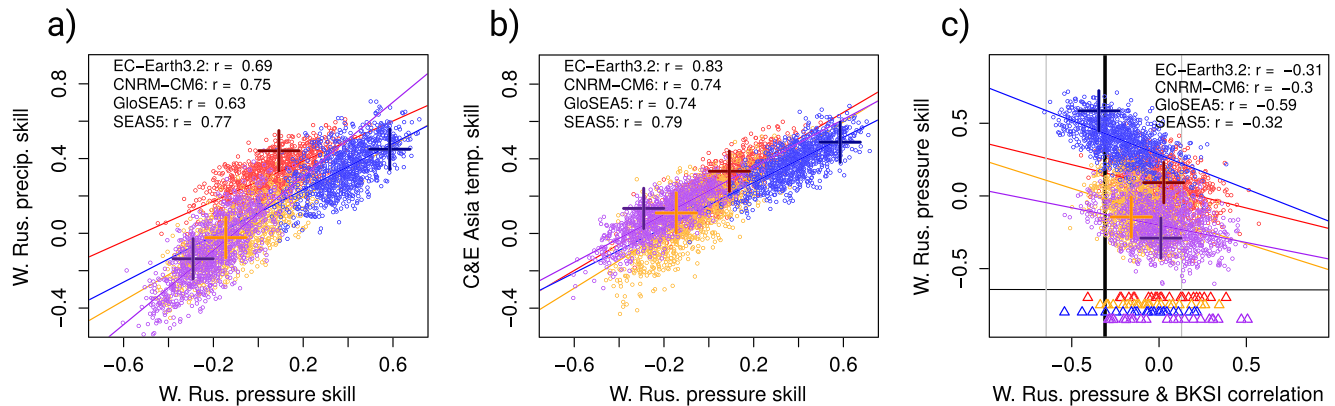 a)
EC−Earth3.2: r = 0.69
CNRM−CM6: r = 0.75
GloSEA5: r = 0.63
SEAS5: r = 0.77
W. Rus. precip. skill
0.8
0.4
0.0
−0.4
−0.6
−0.2
0.2
0.6
W. Rus. pressure skill
b)
EC−Earth3.2: r = 0.83
CNRM−CM6: r = 0.74
GloSEA5: r = 0.74
SEAS5: r = 0.79
C&E Asia temp. skill
0.8
0.4
0.0
−0.4
−0.6
−0.2
0.2
0.6
W. Rus. pressure skill
c)
EC−Earth3.2: r = −0.31
CNRM−CM6: r = −0.3
GloSEA5: r = −0.59
SEAS5: r = −0.32
W. Rus. pressure skill
0.5
0.0
−0.5
−0.5
0.0
0.5
W. Rus. pressure & BKSI correlation